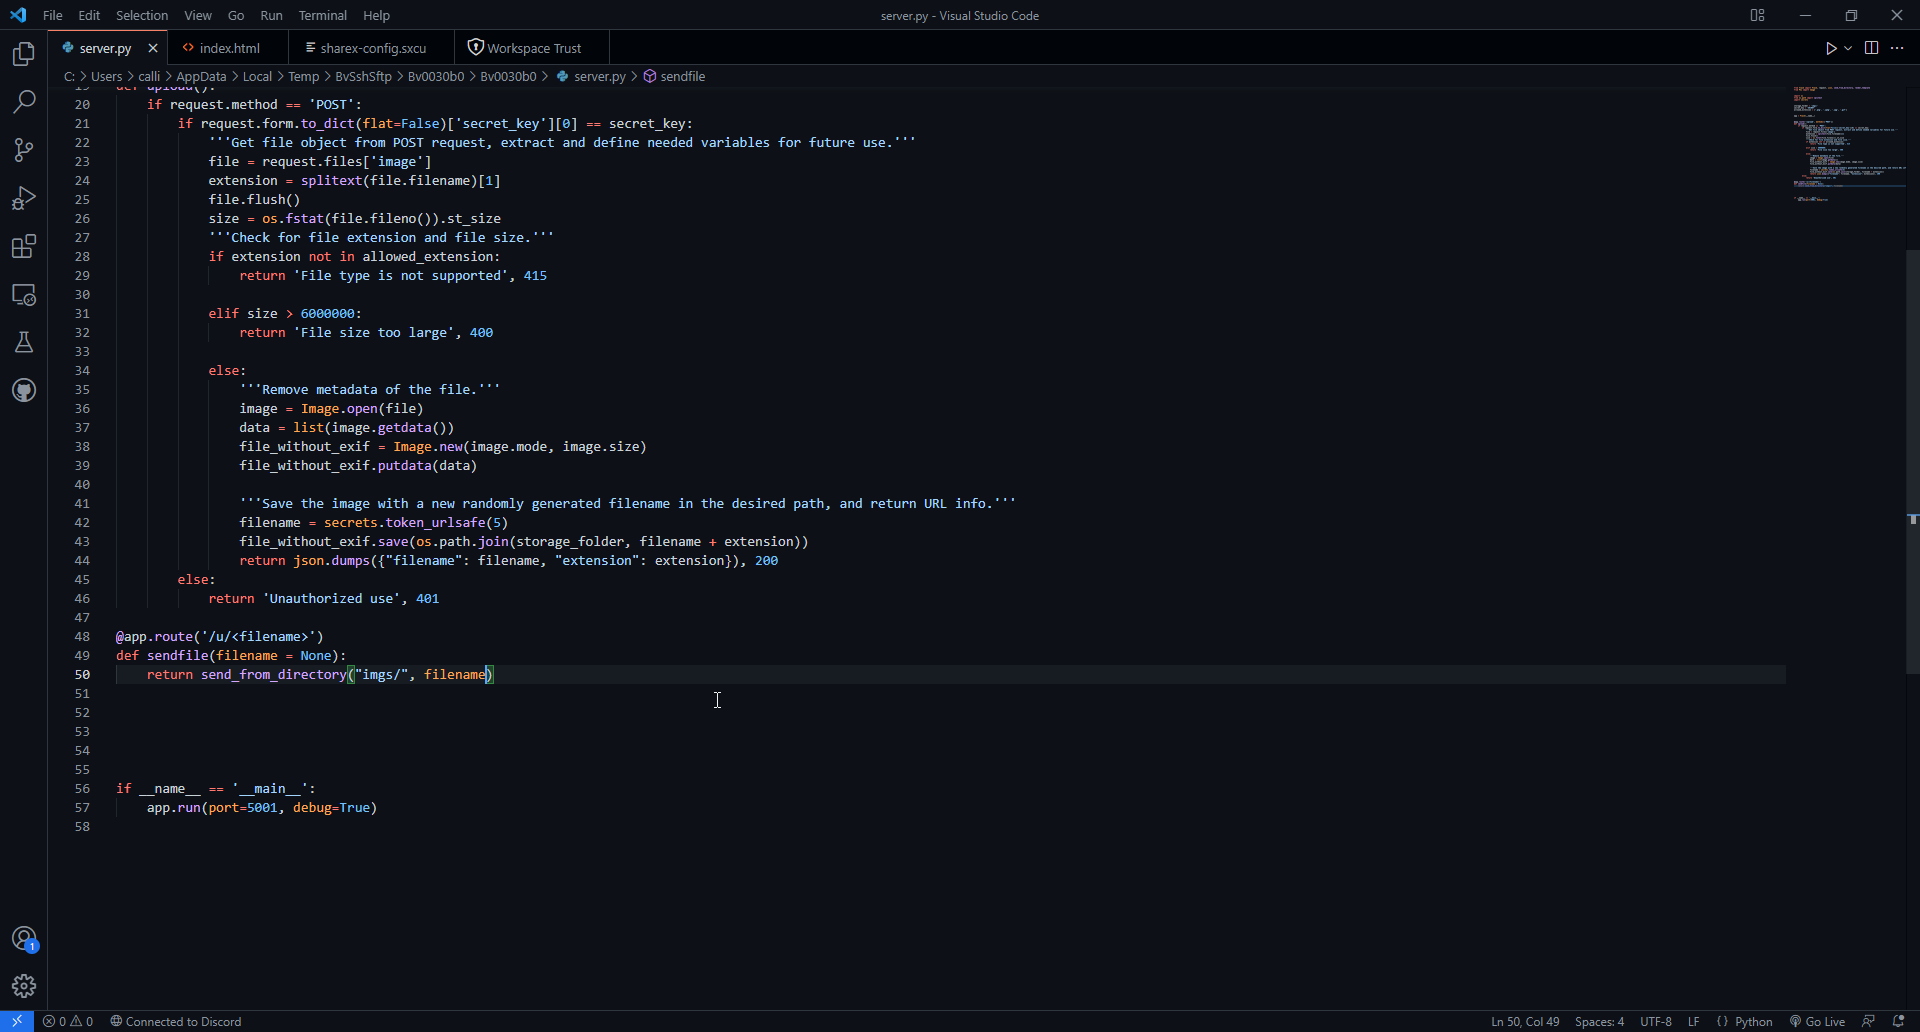 File Edit Selection View Go Run Terminal Help
server.py - Visual Studio Code
server.py index.html sharex-config.sxcu Workspace Trust
C: > Users > calli > AppData > Local > Temp > BvSshSftp > Bv0030b0 > Bv0030b0 > server.py > sendfile
19 def upload():
20 if request.method == 'POST':
21 if request.form.to_dict(flat=False)['secret_key'][0] == secret_key:
22 '''Get file object from POST request, extract and define needed variables for future use.'''
23 file = request.files['image']
24 extension = splitext(file.filename)[1]
25 file.flush()
26 size = os.fstat(file.fileno()).st_size
27 '''Check for file extension and file size.'''
28 if extension not in allowed_extension:
29 return 'File type is not supported', 415
30
31 elif size > 6000000:
32 return 'File size too large', 400
33
34 else:
35 '''Remove metadata of the file.'''
36 image = Image.open(file)
37 data = list(image.getdata())
38 file_without_exif = Image.new(image.mode, image.size)
39 file_without_exif.putdata(data)
40
41 '''Save the image with a new randomly generated filename in the desired path, and return URL info.'''
42 filename = secrets.token_urlsafe(5)
43 file_without_exif.save(os.path.join(storage_folder, filename + extension))
44 return json.dumps({"filename": filename, "extension": extension}), 200
45 else:
46 return 'Unauthorized use', 401
47
48 @app.route('/u/<filename>')
49 def sendfile(filename = None):
50 return send_from_directory("imgs/", filename)
51
52
53
54
55
56 if __name__ == '__main__':
57 app.run(port=5001, debug=True)
58
1
0 0 Connected to Discord
Ln 50, Col 49 Spaces: 4 UTF-8 LF {} Python Go Live